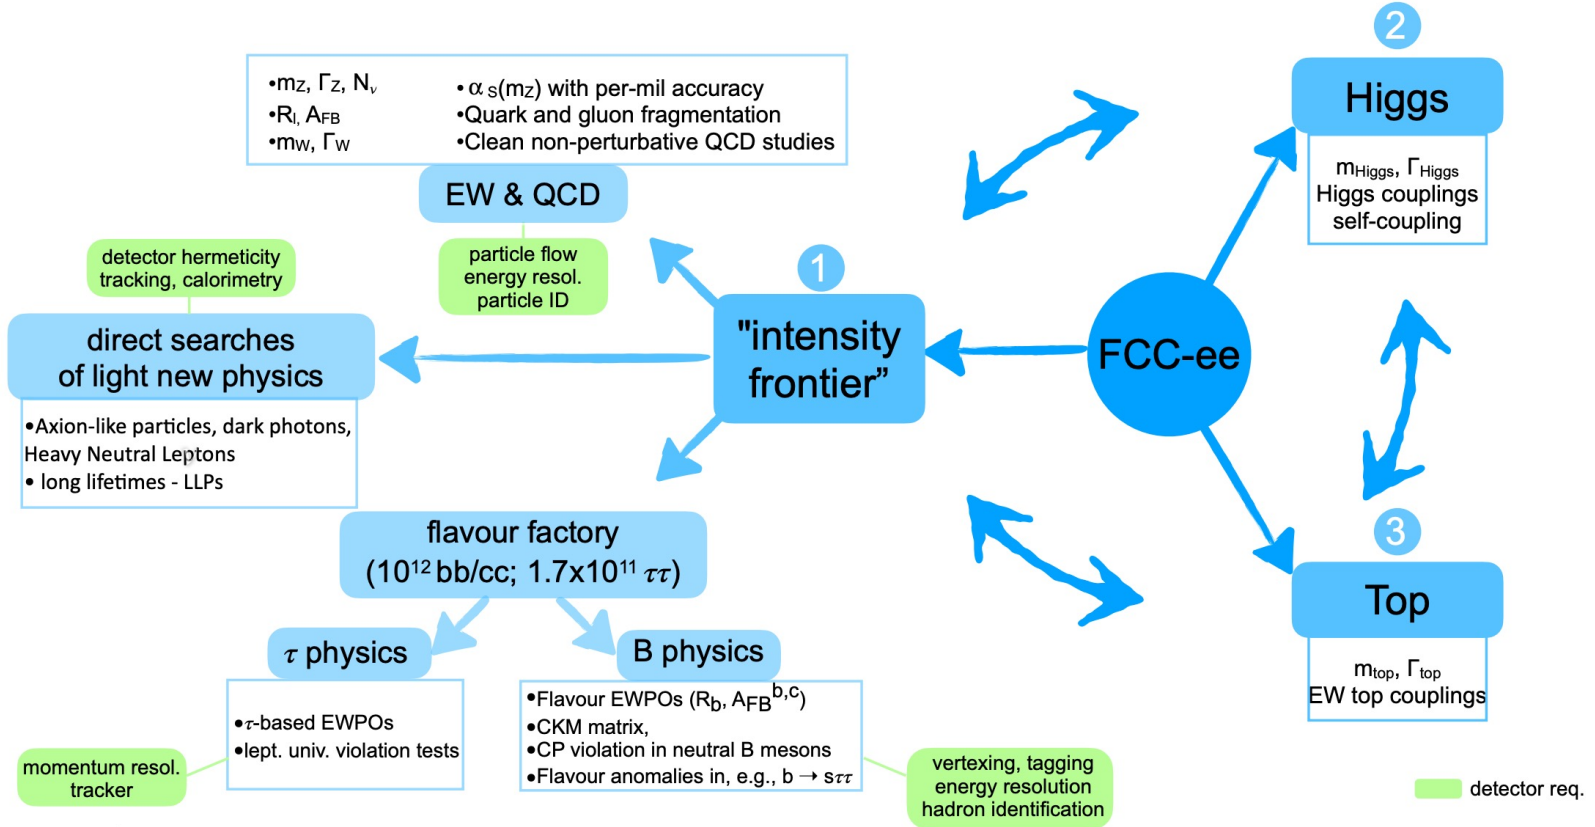 2
Higgs
mHiggs, ΓHiggs
Higgs couplings
self-coupling
•mZ, ΓZ, Nν
•Rl, AFB
•mW, ΓW
•αS(mZ) with per-mil accuracy
•Quark and gluon fragmentation
•Clean non-perturbative QCD studies
EW & QCD
particle flow
energy resol.
particle ID
detector hermeticity
tracking, calorimetry
direct searches
of light new physics
•Axion-like particles, dark photons,
Heavy Neutral Leptons
• long lifetimes - LLPs
1
"intensity
frontier”
FCC-ee
flavour factory
(10¹² bb/cc; 1.7x10¹¹ ττ)
τ physics
•τ-based EWPOs
•lept. univ. violation tests
momentum resol.
tracker
B physics
•Flavour EWPOs (Rb, AFBb,c)
•CKM matrix,
•CP violation in neutral B mesons
•Flavour anomalies in, e.g., b → sττ
vertexing, tagging
energy resolution
hadron identification
3
Top
mtop, Γtop
EW top couplings
detector req.